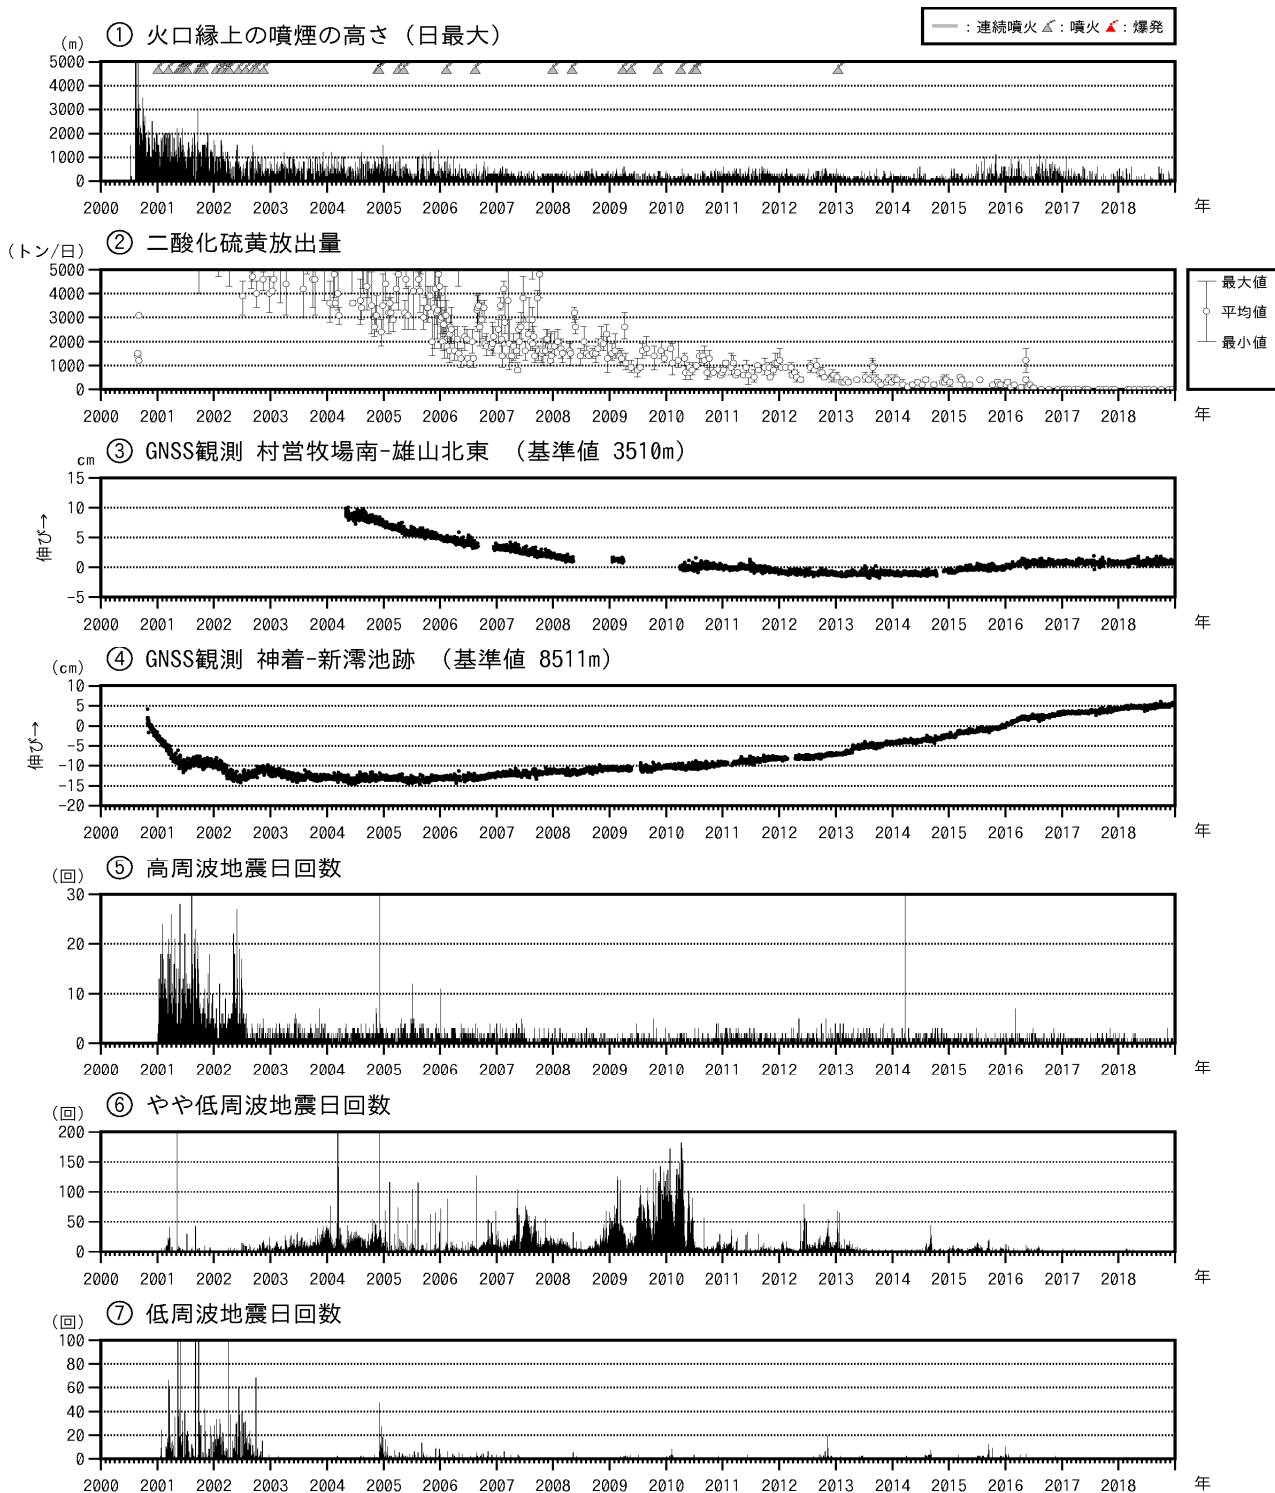 ① 火口縁上の噴煙の高さ（日最大）
：連続噴火 ：噴火 ：爆発
(m)
5000
4000
3000
2000
1000
0
2000 2001 2002 2003 2004 2005 2006 2007 2008 2009 2010 2011 2012 2013 2014 2015 2016 2017 2018 年
② 二酸化硫黄放出量
(トン/日)
5000
4000
3000
2000
1000
0
最大値
平均値
最小値
2000 2001 2002 2003 2004 2005 2006 2007 2008 2009 2010 2011 2012 2013 2014 2015 2016 2017 2018 年
③ GNSS観測 村営牧場南-雄山北東 （基準値 3510m）
cm
15
10
5
0
-5
伸び→
2000 2001 2002 2003 2004 2005 2006 2007 2008 2009 2010 2011 2012 2013 2014 2015 2016 2017 2018 年
④ GNSS観測 神着-新澪池跡 （基準値 8511m）
(cm)
10
5
0
-5
-10
-15
-20
伸び→
2000 2001 2002 2003 2004 2005 2006 2007 2008 2009 2010 2011 2012 2013 2014 2015 2016 2017 2018 年
⑤ 高周波地震日回数
(回)
30
20
10
0
2000 2001 2002 2003 2004 2005 2006 2007 2008 2009 2010 2011 2012 2013 2014 2015 2016 2017 2018 年
⑥ やや低周波地震日回数
(回)
200
150
100
50
0
2000 2001 2002 2003 2004 2005 2006 2007 2008 2009 2010 2011 2012 2013 2014 2015 2016 2017 2018 年
⑦ 低周波地震日回数
(回)
100
80
60
40
20
0
2000 2001 2002 2003 2004 2005 2006 2007 2008 2009 2010 2011 2012 2013 2014 2015 2016 2017 2018 年